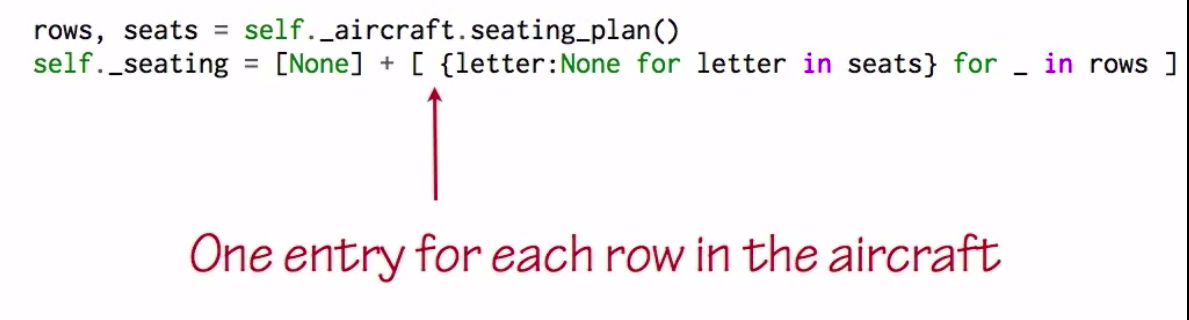 rows, seats = self._aircraft.seating_plan()
self._seating = [None] + [ {letter:None for letter in seats} for _ in rows ]
One entry for each row in the aircraft